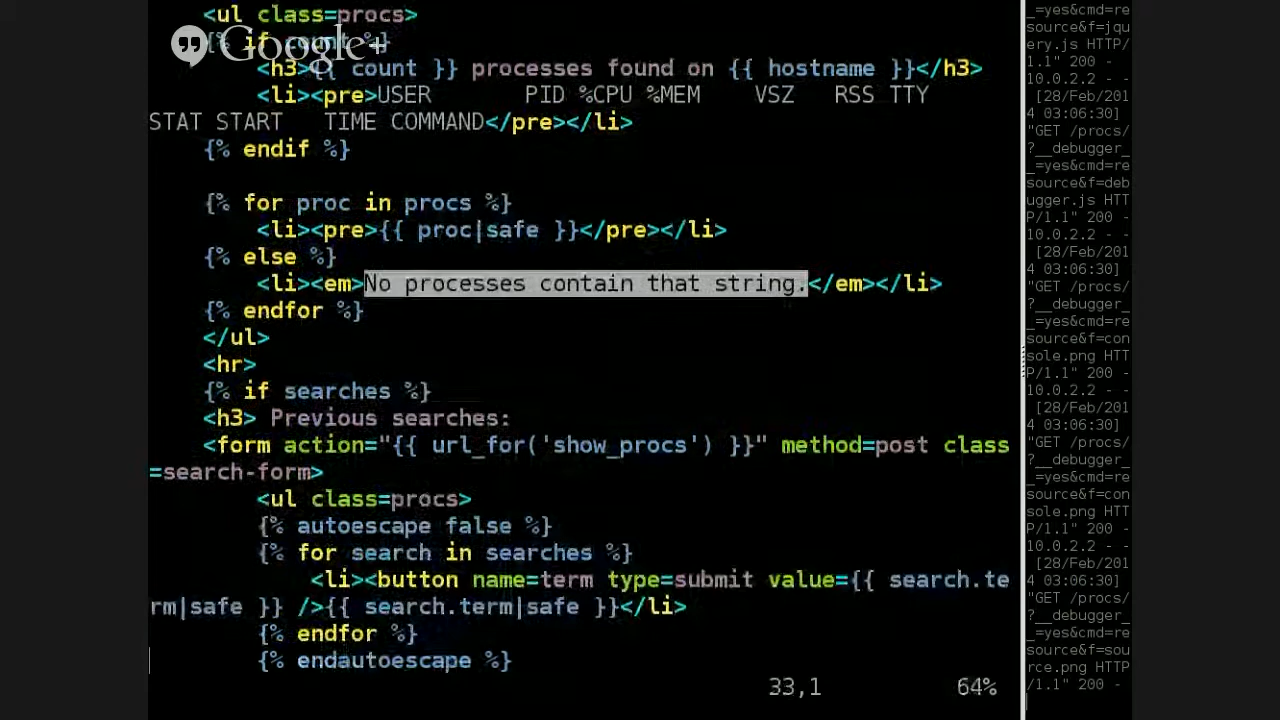 <ul class=procs>
{% if count %}
Google+
<h3>{{ count }} processes found on {{ hostname }}</h3>
<li><pre>USER       PID %CPU %MEM    VSZ   RSS TTY
STAT START   TIME COMMAND</pre></li>
{% endif %}
{% for proc in procs %}
<li><pre>{{ proc|safe }}</pre></li>
{% else %}
<li><em>No processes contain that string.</em></li>
{% endfor %}
</ul>
<hr>
{% if searches %}
<h3> Previous searches:
<form action="{{ url_for('show_procs') }}" method=post class
=search-form>
<ul class=procs>
{% autoescape false %}
{% for search in searches %}
<li><button name=term type=submit value={{ search.te
rm|safe }} />{{ search.term|safe }}</li>
{% endfor %}
{% endautoescape %}
33,1
64%
_=yes&cmd=re
source&f=jqu
ery.js HTTP/
1.1" 200 -
10.0.2.2 - -
[28/Feb/201
4 03:06:30]
"GET /procs/
?__debugger_
_=yes&cmd=re
source&f=deb
ugger.js HTT
P/1.1" 200 -
10.0.2.2 - -
[28/Feb/201
4 03:06:30]
"GET /procs/
?__debugger_
_=yes&cmd=re
source&f=con
sole.png HTT
P/1.1" 200 -
10.0.2.2 - -
[28/Feb/201
4 03:06:30]
"GET /procs/
?__debugger_
_=yes&cmd=re
source&f=con
sole.png HTT
P/1.1" 200 -
10.0.2.2 - -
[28/Feb/201
4 03:06:30]
"GET /procs/
?__debugger_
_=yes&cmd=re
source&f=sou
rce.png HTTP
/1.1" 200 -